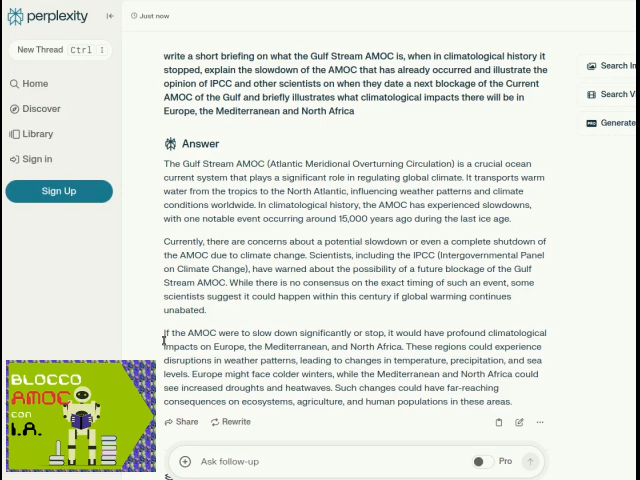 perplexity
Just now
New Thread Ctrl I
Home
Discover
Library
Sign in
Sign Up
write a short briefing on what the Gulf Stream AMOC is, when in climatological history it
stopped, explain the slowdown of the AMOC that has already occurred and illustrate the
opinion of IPCC and other scientists on when they date a next blockage of the Current
AMOC of the Gulf and briefly illustrates what climatological impacts there will be in
Europe, the Mediterranean and North Africa
Answer
The Gulf Stream AMOC (Atlantic Meridional Overturning Circulation) is a crucial ocean
current system that plays a significant role in regulating global climate. It transports warm
water from the tropics to the North Atlantic, influencing weather patterns and climate
conditions worldwide. In climatological history, the AMOC has experienced slowdowns,
with one notable event occurring around 15,000 years ago during the last ice age.
Currently, there are concerns about a potential slowdown or even a complete shutdown of
the AMOC due to climate change. Scientists, including the IPCC (Intergovernmental Panel
on Climate Change), have warned about the possibility of a future blockage of the Gulf
Stream AMOC. While there is no consensus on the exact timing of such an event, some
scientists suggest it could happen within this century if global warming continues
unabated.
If the AMOC were to slow down significantly or stop, it would have profound climatological
impacts on Europe, the Mediterranean, and North Africa. These regions could experience
disruptions in weather patterns, leading to changes in temperature, precipitation, and sea
levels. Europe might face colder winters, while the Mediterranean and North Africa could
see increased droughts and heatwaves. Such changes could have far-reaching
consequences on ecosystems, agriculture, and human populations in these areas.
Share
Rewrite
Ask follow-up
Pro
Search In
Search V
PRO Generate
BLOCCO
AMOC
con
I.A.